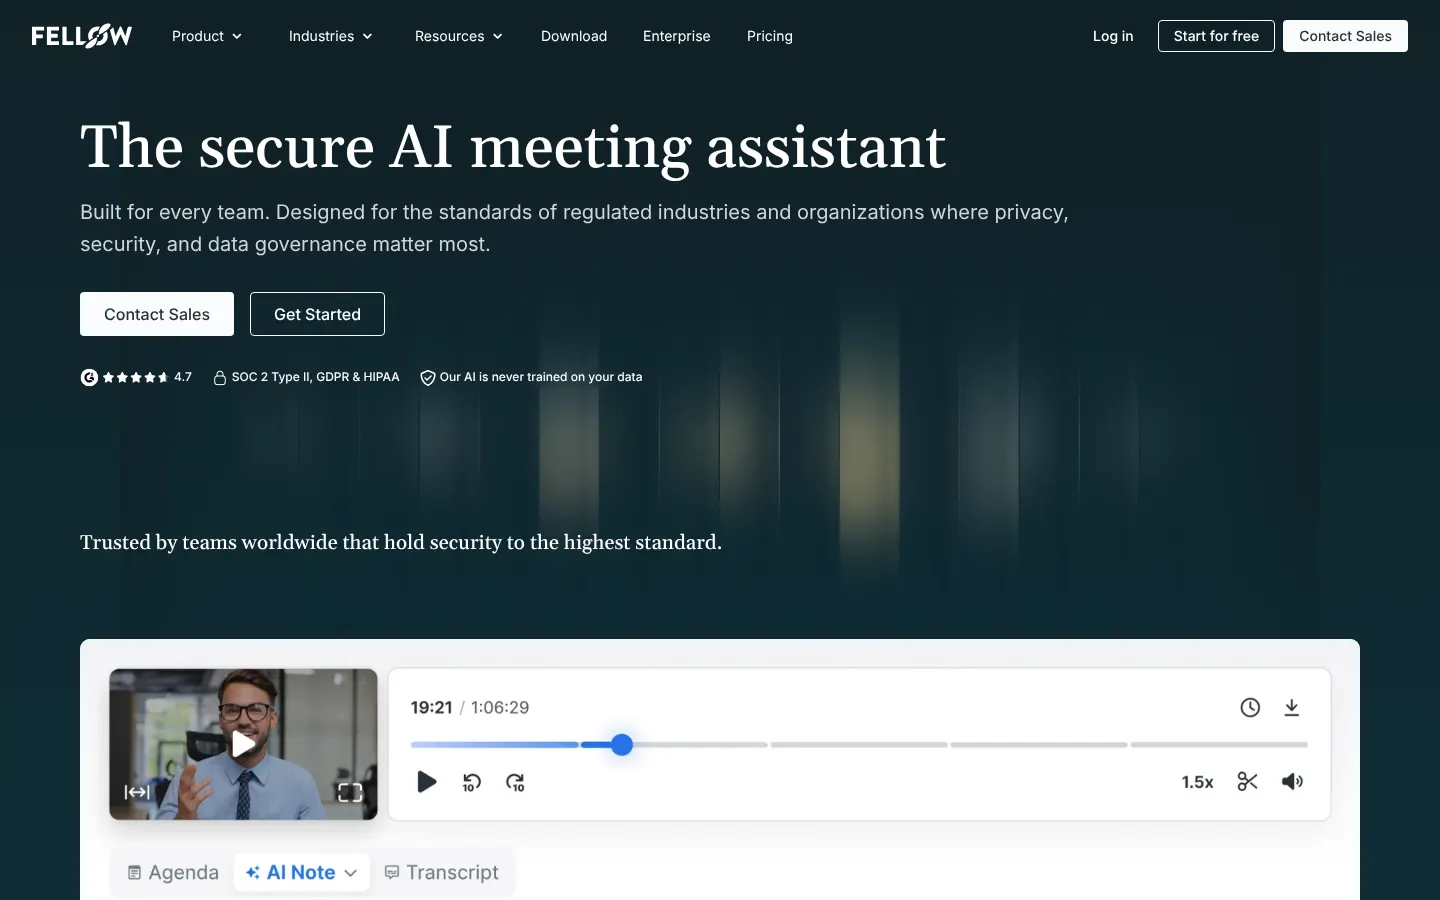 FELLOW
Product
Industries
Resources
Download
Enterprise
Pricing
Log in
Start for free
Contact Sales
The secure AI meeting assistant
Built for every team. Designed for the standards of regulated industries and organizations where privacy,
security, and data governance matter most.
Contact Sales
Get Started
4.7
SOC 2 Type II, GDPR & HIPAA
Our AI is never trained on your data
Trusted by teams worldwide that hold security to the highest standard.
19:21 / 1:06:29
10
10
1.5x
Agenda
AI Note
Transcript